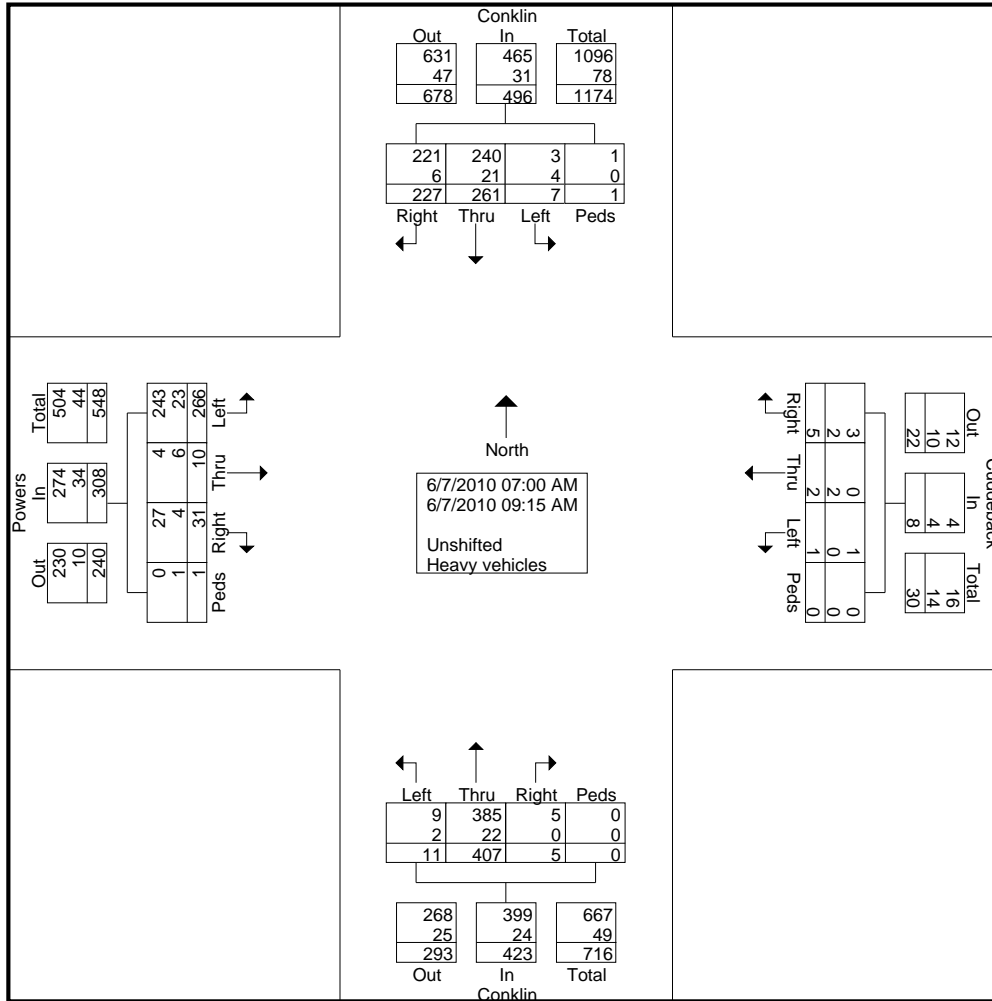 Conklin
Out In Total
631 465 1096
47 31 78
678 496 1174
221 240 3 1
6 21 4 0
227 261 7 1
Right Thru Left Peds
Powers
Total In Out
504 274 230
44 34 10
548 308 240
243 4 27 0
23 6 4 1
266 10 31 1
Left Thru Right Peds
North
6/7/2010 07:00 AM
6/7/2010 09:15 AM
Unshifted
Heavy vehicles
Right Thru Left Peds
3 0 1 0
2 2 0 0
5 2 1 0
Cuddeback
Out In Total
12 4 16
10 4 14
22 8 30
Left Thru Right Peds
9 385 5 0
2 22 0 0
11 407 5 0
268 399 667
25 24 49
293 423 716
Out In Total
Conklin